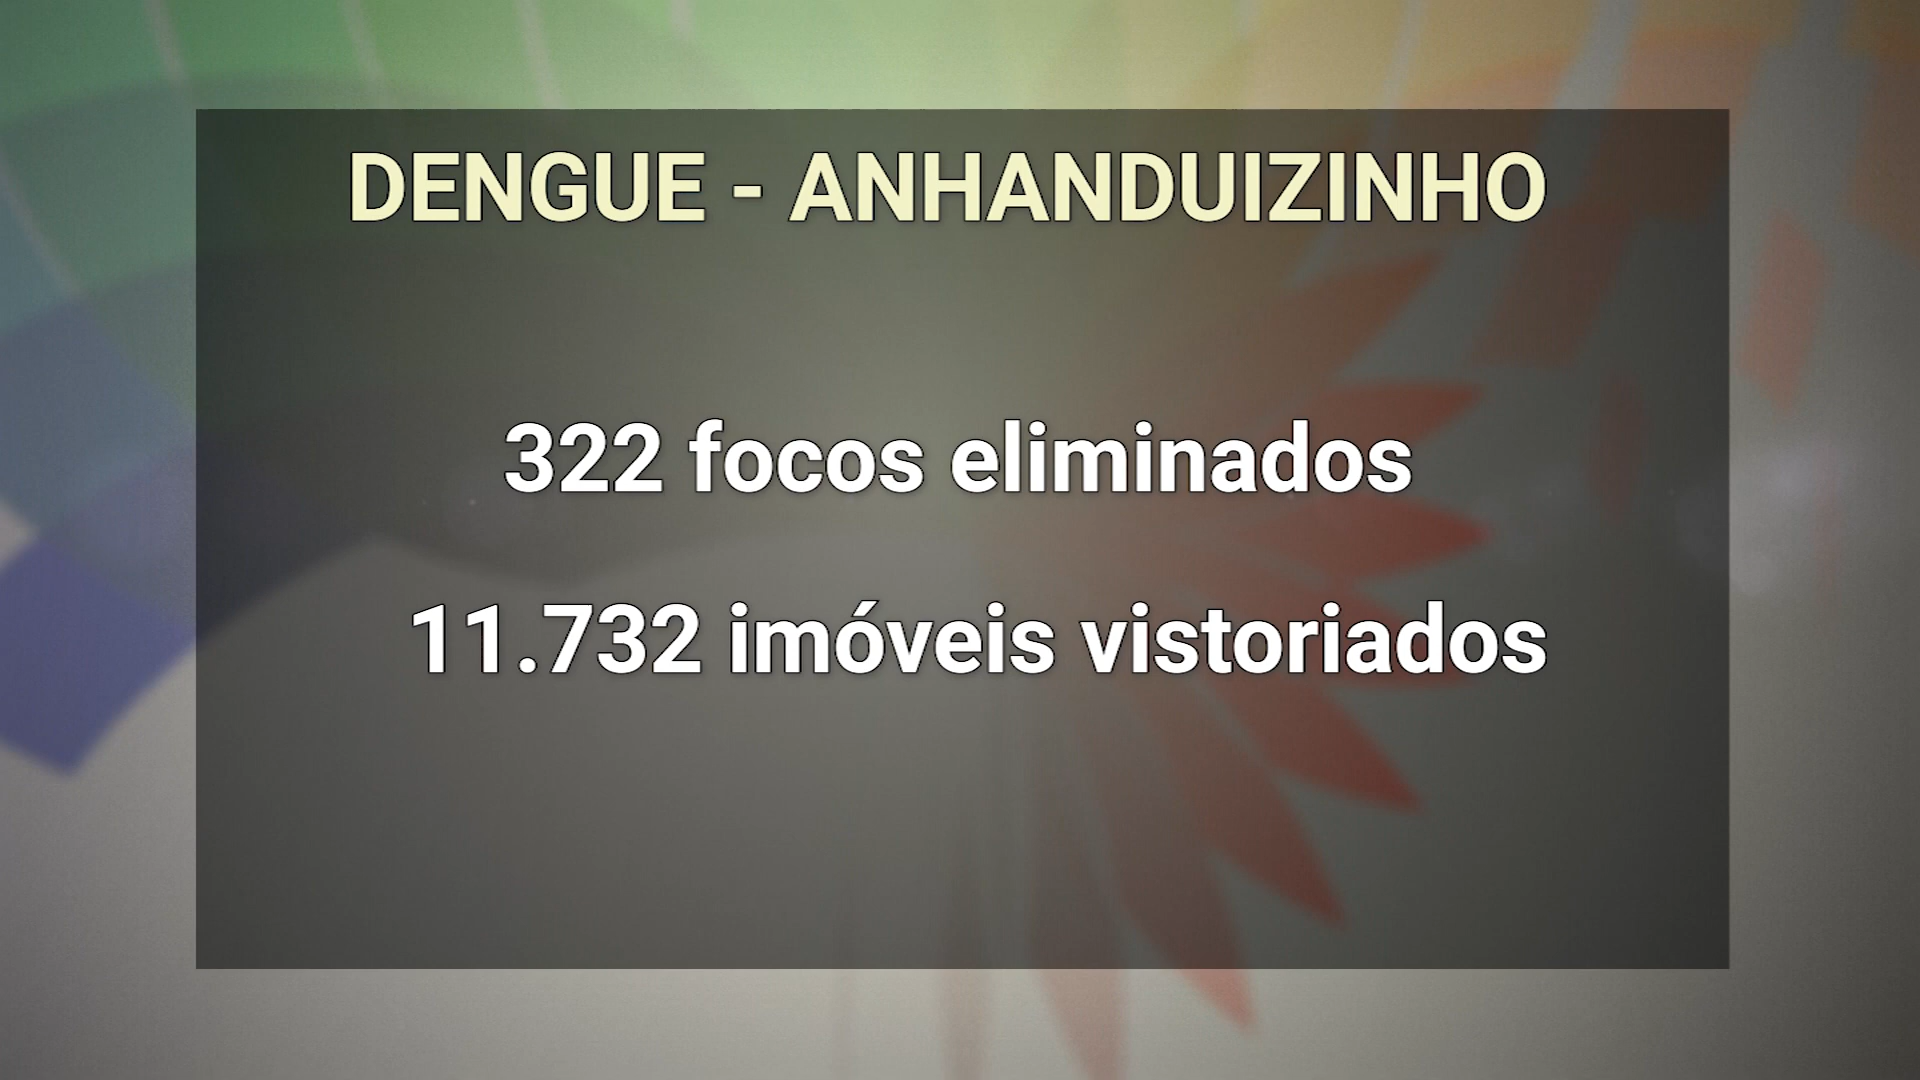 DENGUE - ANHANDUIZINHO
322 focos eliminados
11.732 imóveis vistoriados